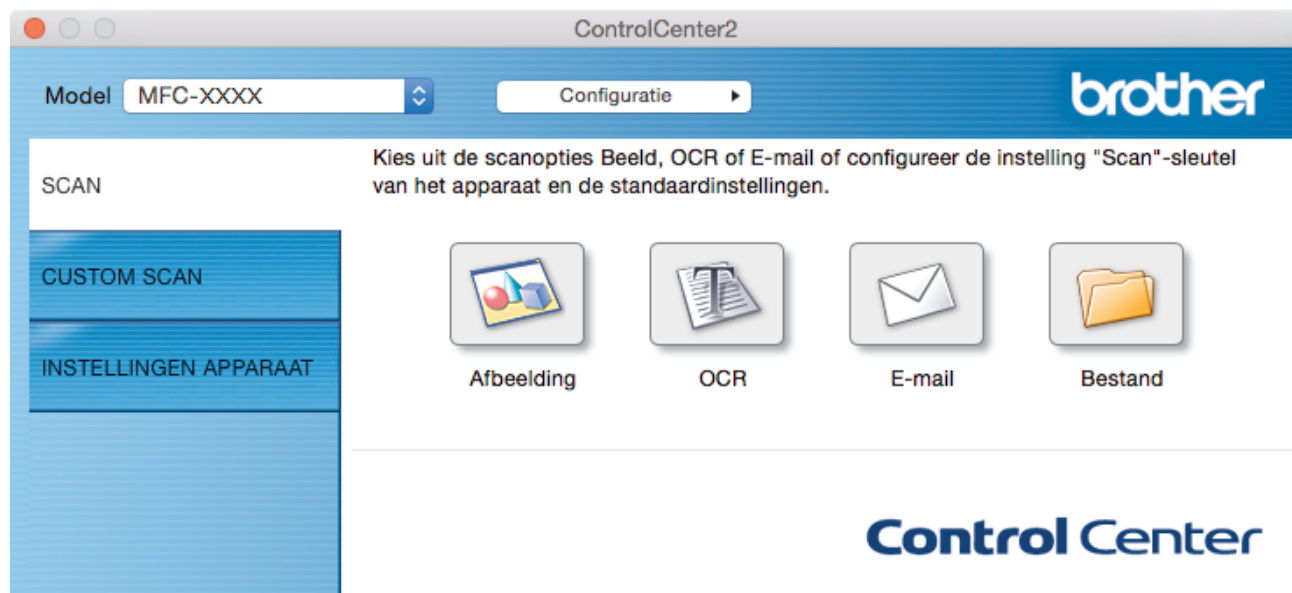 ControlCenter2
Model MFC-XXXX Configuratie brother
SCAN
CUSTOM SCAN
INSTELLINGEN APPARAAT
Kies uit de scanopties Beeld, OCR of E-mail of configureer de instelling "Scan"-sleutel
van het apparaat en de standaardinstellingen.
Afbeelding OCR E-mail Bestand
Control Center